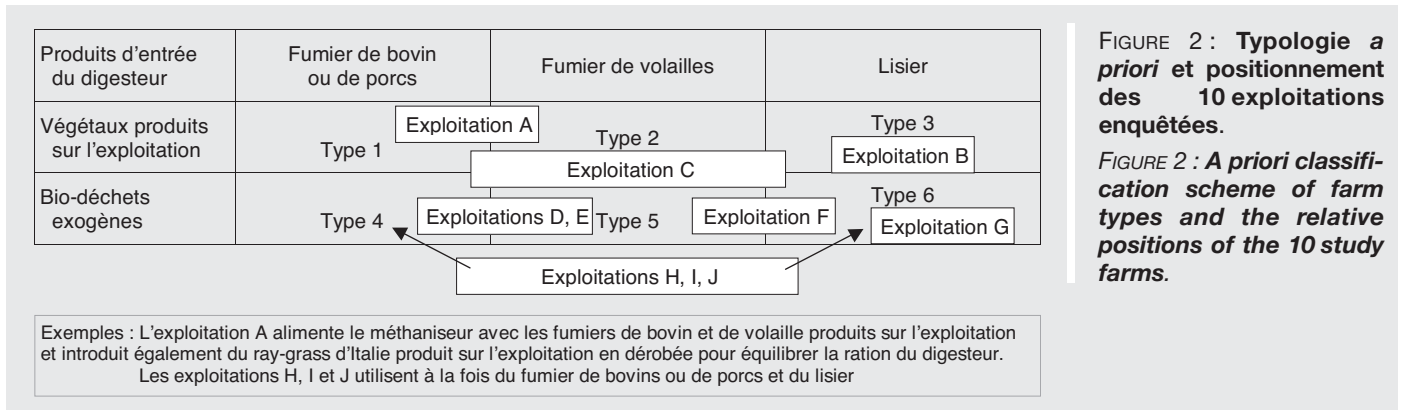 Produits d'entrée
du digesteur
Fumier de bovin
ou de porcs
Fumier de volailles
Lisier
Végétaux produits
sur l'exploitation
Type 1
Exploitation A
Type 2
Exploitation C
Type 3
Exploitation B
Bio-déchets
exogènes
Type 4
Exploitations D, E
Type 5
Exploitation F
Type 6
Exploitation G
Exploitations H, I, J
Exemples : L'exploitation A alimente le méthaniseur avec les fumiers de bovin et de volaille produits sur l'exploitation
et introduit également du ray-grass d'Italie produit sur l'exploitation en dérobée pour équilibrer la ration du digesteur.
Les exploitations H, I et J utilisent à la fois du fumier de bovins ou de porcs et du lisier
FIGURE 2 : Typologie a
priori et positionnement
des 10 exploitations
enquêtées.
FIGURE 2 : A priori classifi-
cation scheme of farm
types and the relative
positions of the 10 study
farms.